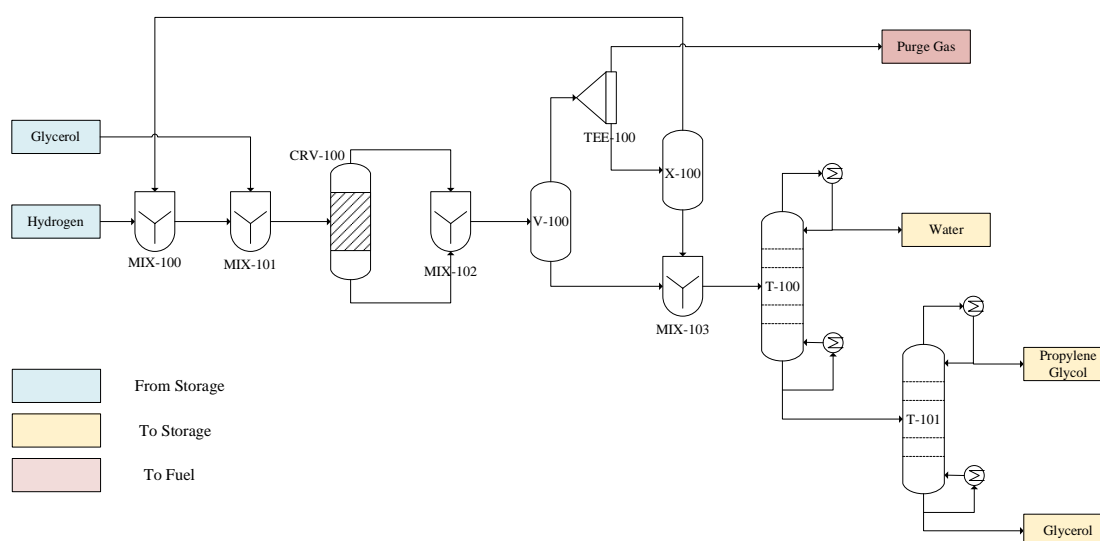 Purge Gas
Glycerol
TEE-100
CRV-100
X-100
Hydrogen
V-100
Water
MIX-100
MIX-101
MIX-102
T-100
MIX-103
Propylene
Glycol
From Storage
T-101
To Storage
To Fuel
Glycerol